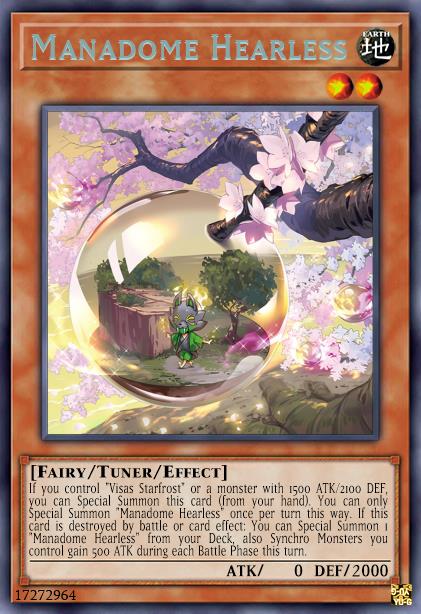 Manadome Hearless
EARTH
地
[Fairy/Tuner/Effect]
If you control "Visas Starfrost" or a monster with 1500 ATK/2100 DEF,
you can Special Summon this card (from your hand). You can only
Special Summon "Manadome Hearless" once per turn this way. If this
card is destroyed by battle or card effect: You can Special Summon 1
"Manadome Hearless" from your Deck, also Synchro Monsters you
control gain 500 ATK during each Battle Phase this turn.
ATK/ 0 DEF/2000
17272964